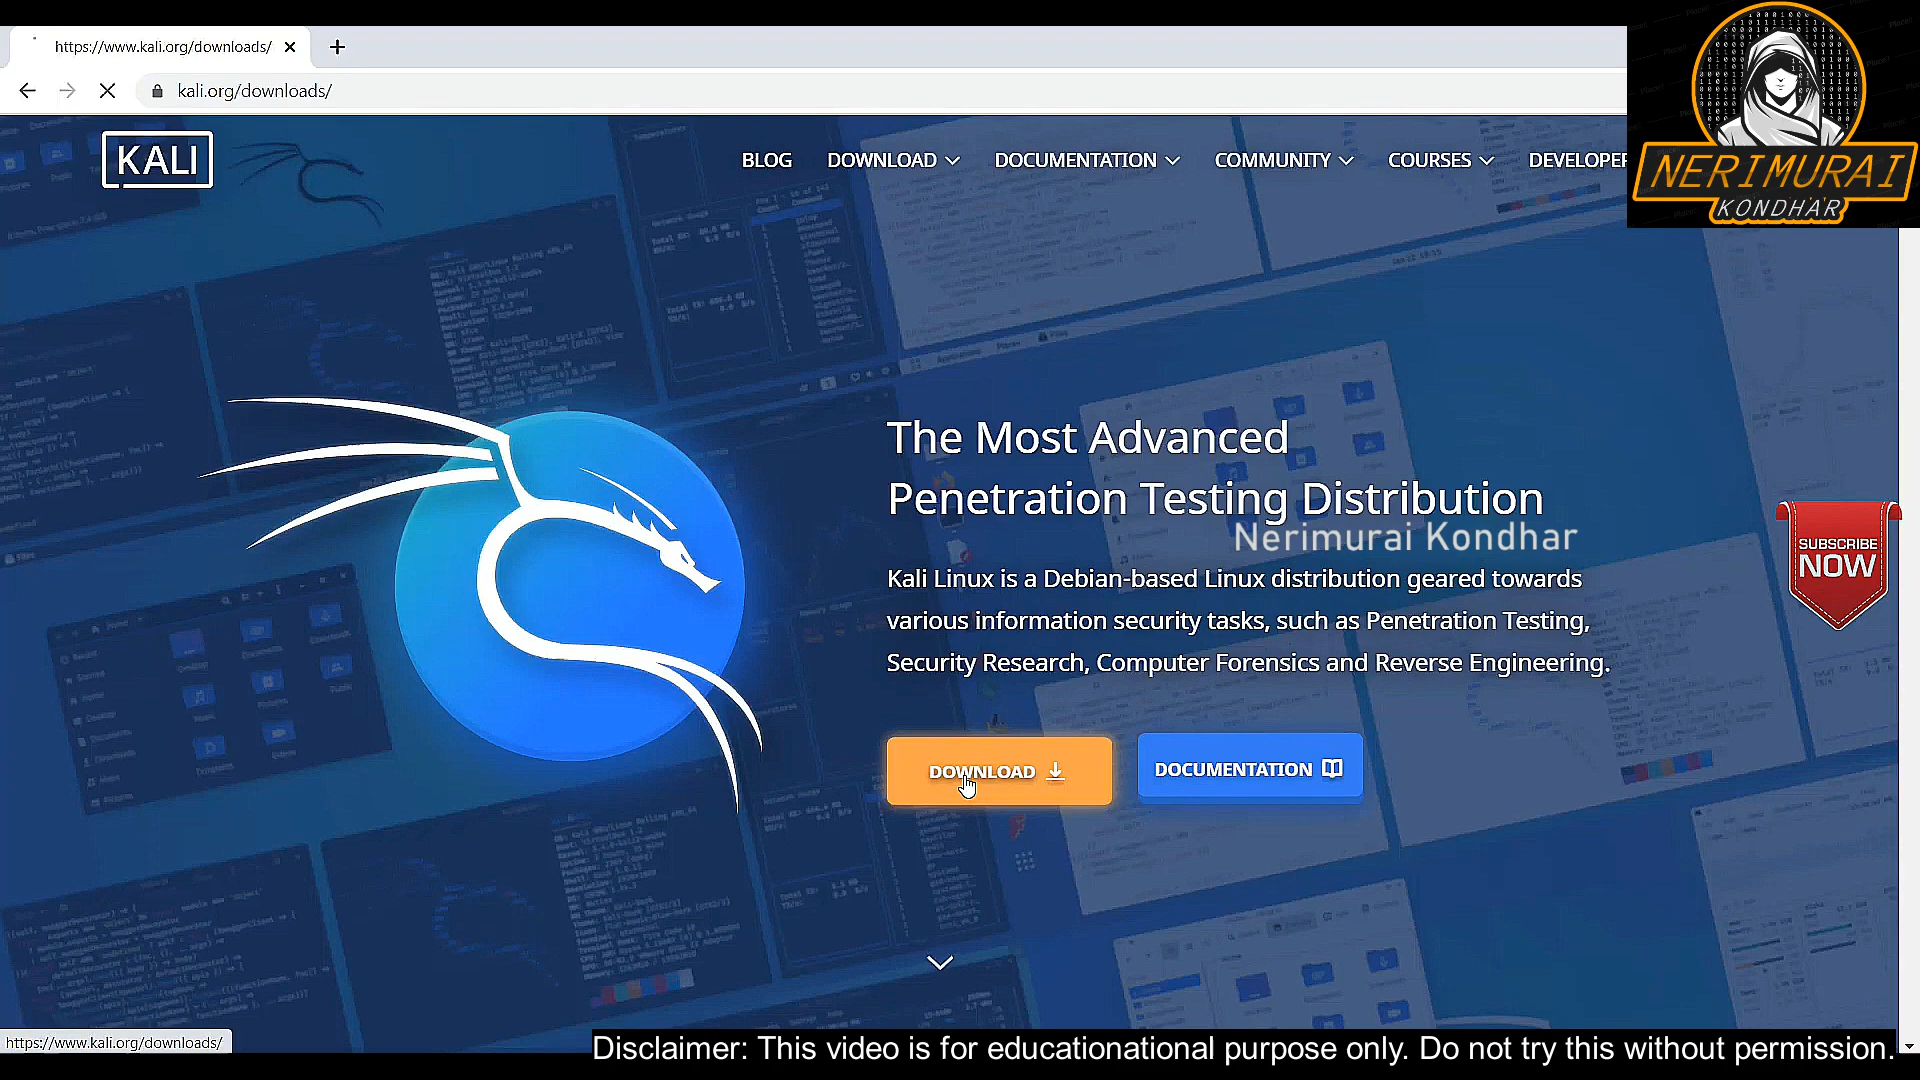 https://www.kali.org/downloads/
kali.org/downloads/
KALI
BLOG DOWNLOAD DOCUMENTATION COMMUNITY COURSES DEVELOPER
NERIMURAI
KONDHAR
The Most Advanced
Penetration Testing Distribution
Nerimurai Kondhar
Kali Linux is a Debian-based Linux distribution geared towards
various information security tasks, such as Penetration Testing,
Security Research, Computer Forensics and Reverse Engineering.
SUBSCRIBE
NOW
DOWNLOAD DOCUMENTATION
https://www.kali.org/downloads/
Disclaimer: This video is for educationational purpose only. Do not try this without permission.